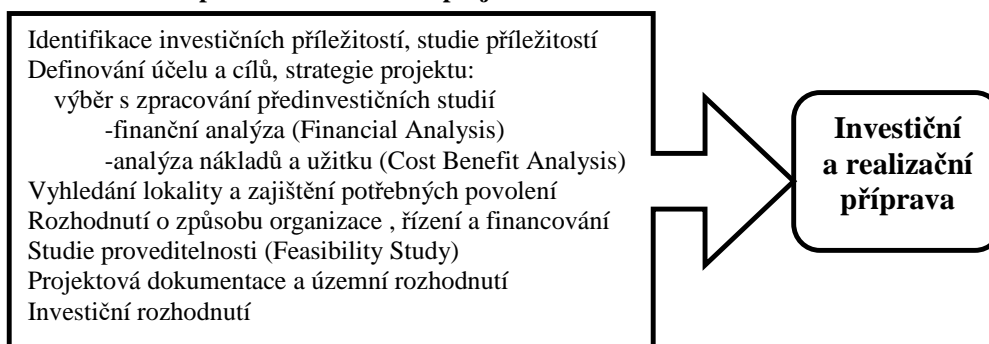 Identifikace investičních příležitostí, studie příležitostí
Definování účelu a cílů, strategie projektu:
výběr s zpracování předinvestičních studií
-finanční analýza (Financial Analysis)
-analýza nákladů a užitku (Cost Benefit Analysis)
Vyhledání lokality a zajištění potřebných povolení
Rozhodnutí o způsobu organizace , řízení a financování
Studie proveditelnosti (Feasibility Study)
Projektová dokumentace a územní rozhodnutí
Investiční rozhodnutí
Investiční
a realizační
příprava